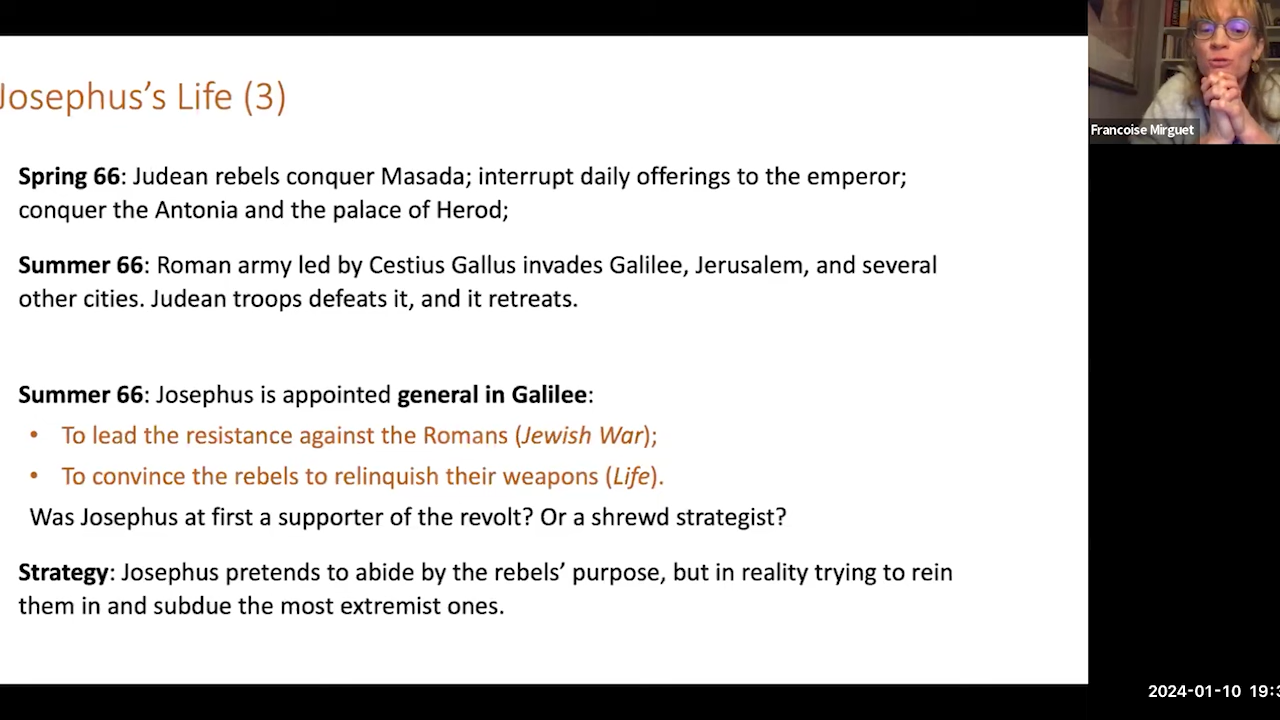 Josephus's Life (3)
Francoise Mirguet
Spring 66: Judean rebels conquer Masada; interrupt daily offerings to the emperor;
conquer the Antonia and the palace of Herod;
Summer 66: Roman army led by Cestius Gallus invades Galilee, Jerusalem, and several
other cities. Judean troops defeats it, and it retreats.
Summer 66: Josephus is appointed general in Galilee:
• To lead the resistance against the Romans (Jewish War);
• To convince the rebels to relinquish their weapons (Life).
Was Josephus at first a supporter of the revolt? Or a shrewd strategist?
Strategy: Josephus pretends to abide by the rebels' purpose, but in reality trying to rein
them in and subdue the most extremist ones.
2024-01-10 19:3